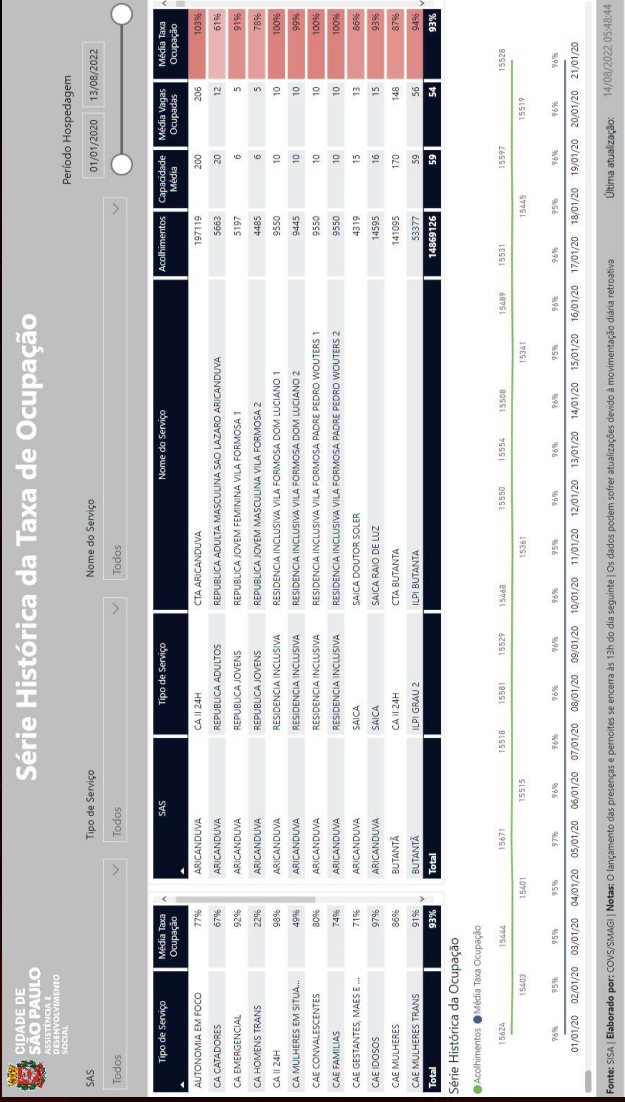 CIDADE DE
SÃO PAULO
ASSISTÊNCIA E
DESENVOLVIMENTO
SOCIAL
Série Histórica da Taxa de Ocupação
SAS
Todos
Tipo de Serviço
Todos
Nome do Serviço
Todos
Período Hospedagem
01/01/2020 13/08/2022
Tipo de Serviço Média Taxa Ocupação
AUTONOMIA EM FOCO 77%
CA CATADORES 67%
CA EMERGENCIAL 92%
CA HOMENS TRANS 22%
CA II 24H 98%
CA MULHERES EM SITUA... 49%
CAE CONVALESCENTES 80%
CAE FAMILIAS 74%
CAE GESTANTES, MAES E ... 71%
CAE IDOSOS 97%
CAE MULHERES 86%
CAE MULHERES TRANS 91%
Total 93%
SAS Tipo de Serviço Nome do Serviço Acolhimentos Capacidade Média Média Vagas Ocupadas Média Taxa Ocupação
ARICANDUVA CA II 24H CTA ARICANDUVA 197119 200 206 103%
ARICANDUVA REPUBLICA ADULTOS REPUBLICA ADULTA MASCULINA SAO LAZARO ARICANDUVA 5663 20 12 61%
ARICANDUVA REPUBLICA JOVENS REPUBLICA JOVEM FEMININA VILA FORMOSA 1 5197 6 5 91%
ARICANDUVA REPUBLICA JOVENS REPUBLICA JOVEM MASCULINA VILA FORMOSA 2 4485 6 5 78%
ARICANDUVA RESIDENCIA INCLUSIVA RESIDENCIA INCLUSIVA VILA FORMOSA DOM LUCIANO 1 9550 10 10 100%
ARICANDUVA RESIDENCIA INCLUSIVA RESIDENCIA INCLUSIVA VILA FORMOSA DOM LUCIANO 2 9445 10 10 99%
ARICANDUVA RESIDENCIA INCLUSIVA RESIDENCIA INCLUSIVA VILA FORMOSA PADRE PEDRO WOUTERS 1 9550 10 10 100%
ARICANDUVA RESIDENCIA INCLUSIVA RESIDENCIA INCLUSIVA VILA FORMOSA PADRE PEDRO WOUTERS 2 9550 10 10 100%
ARICANDUVA SAICA SAICA DOUTOR SOLER 4319 15 13 86%
ARICANDUVA SAICA SAICA RAIO DE LUZ 14595 16 15 93%
BUTANTÃ CA II 24H CTA BUTANTA 141095 170 148 87%
BUTANTÃ ILPI GRAU 2 ILPI BUTANTA 53377 59 56 94%
Total 14869126 59 54 93%
Série Histórica da Ocupação
Acolhimentos Média Taxa Ocupação
15624 15403 15444 15401 15671 15515 15518 15581 15529 15468 15361 15550 15554 15508 15341 15489 15531 15445 15597 15519 15528
96% 95% 95% 95% 97% 96% 96% 96% 96% 96% 95% 96% 96% 96% 95% 96% 96% 95% 96% 96% 96%
01/01/20 02/01/20 03/01/20 04/01/20 05/01/20 06/01/20 07/01/20 08/01/20 09/01/20 10/01/20 11/01/20 12/01/20 13/01/20 14/01/20 15/01/20 16/01/20 17/01/20 18/01/20 19/01/20 20/01/20 21/01/20
Fonte: SISA | Elaborado por: COVS/SMAGI | Notas: O lançamento das presenças e pernoites se encerra às 13h do dia seguinte | Os dados podem sofrer atualizações devido à movimentação diária retroativa Última atualização: 14/08/2022 05:48:44